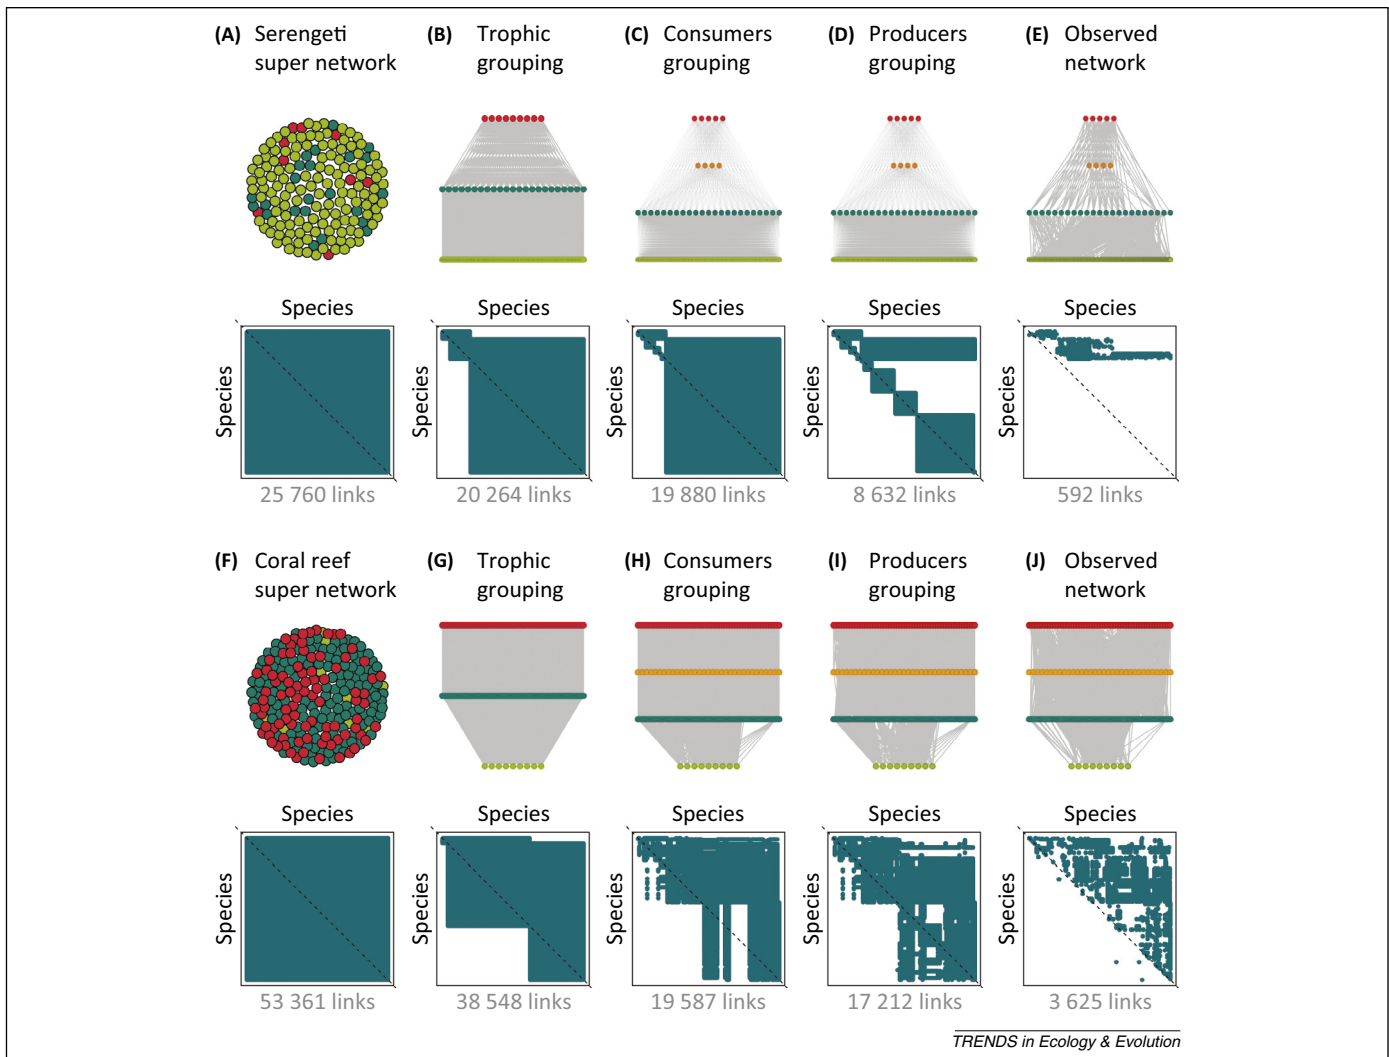 (A) Serengeti super network
(B) Trophic grouping
(C) Consumers grouping
(D) Producers grouping
(E) Observed network
Species
Species
Species
Species
Species
Species
Species
Species
Species
Species
25 760 links
20 264 links
19 880 links
8 632 links
592 links
(F) Coral reef super network
(G) Trophic grouping
(H) Consumers grouping
(I) Producers grouping
(J) Observed network
Species
Species
Species
Species
Species
Species
Species
Species
Species
Species
53 361 links
38 548 links
19 587 links
17 212 links
3 625 links
TRENDS in Ecology & Evolution